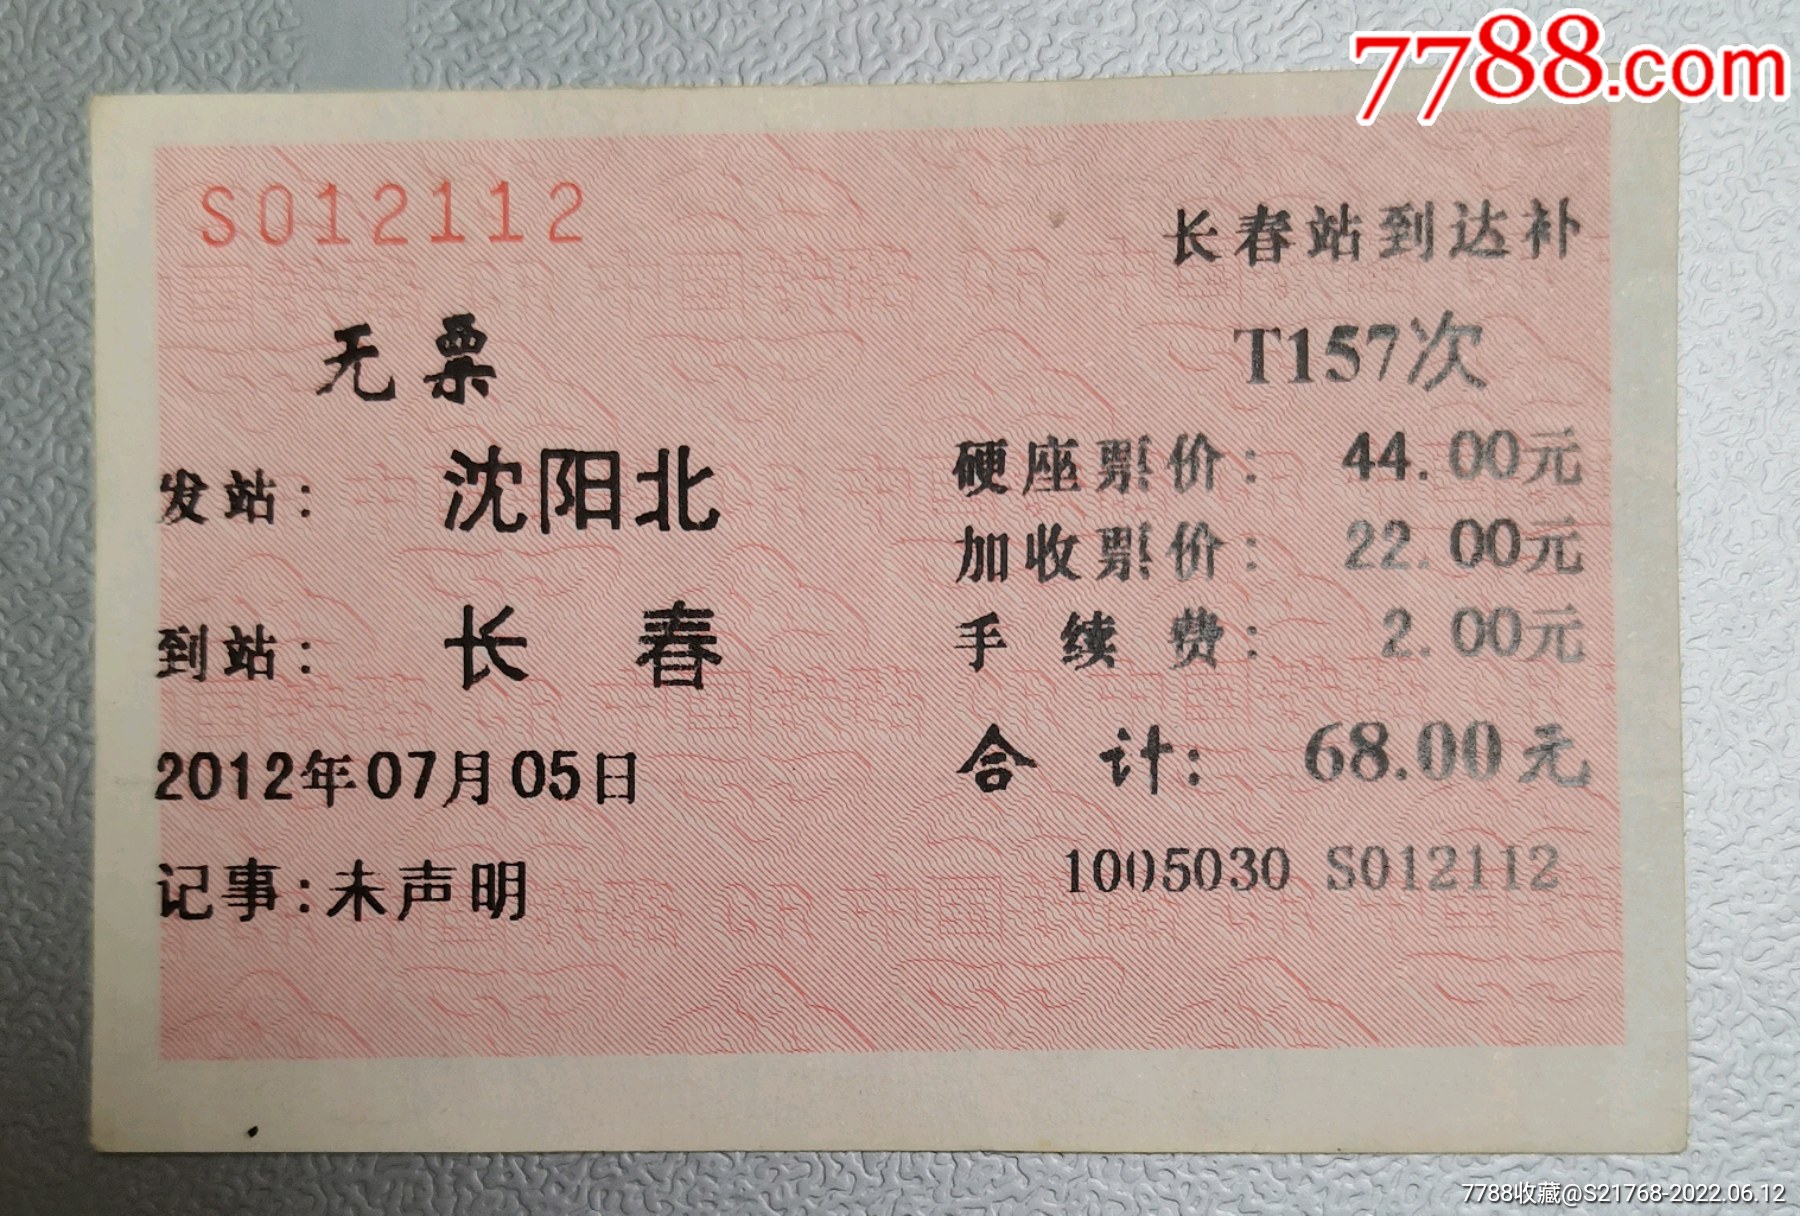 7788.com
S012112
长春站到达补
无票
T157次
发站: 沈阳北
硬座票价: 44.00元
加收票价: 22.00元
到站: 长 春
手 续 费: 2.00元
2012年07月05日
合 计: 68.00元
记事:未声明
1005030 S012112
7788收藏@S21768-2022.06.12